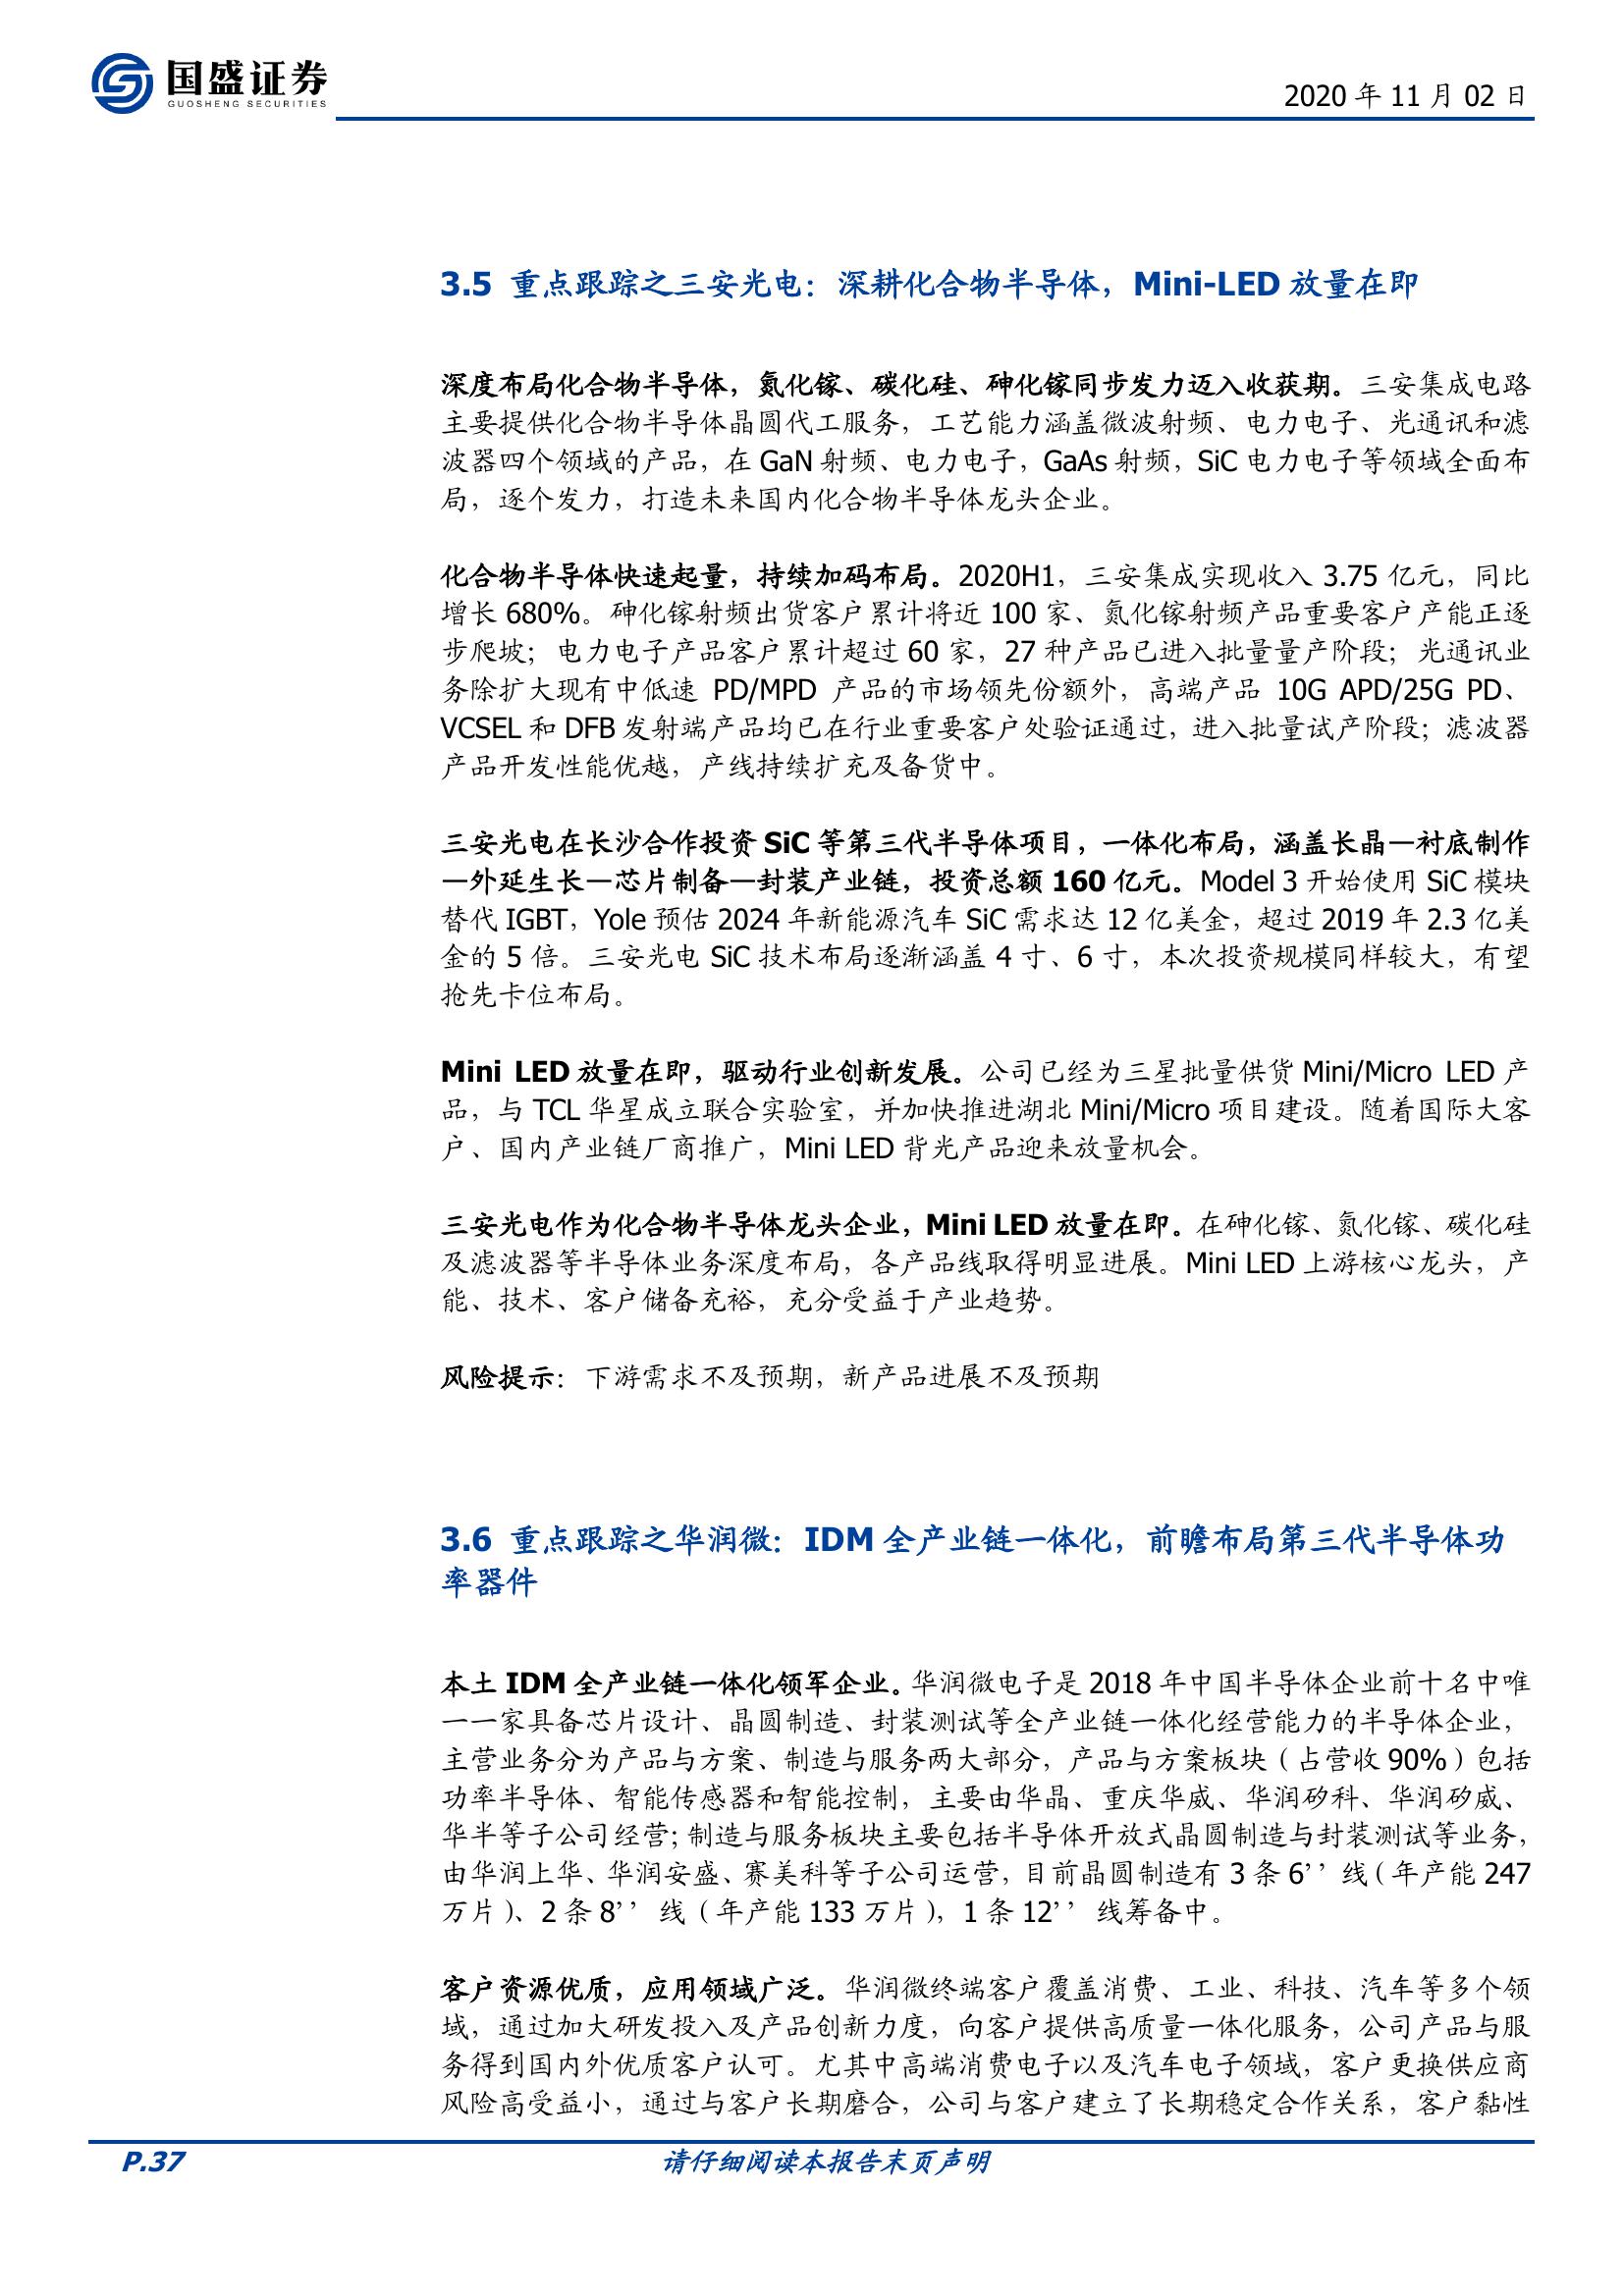 国盛证券
GUOSHENG SECURITIES
2020 年 11 月 02 日
3.5 重点跟踪之三安光电：深耕化合物半导体，Mini-LED 放量在即
深度布局化合物半导体，氮化镓、碳化硅、砷化镓同步发力迈入收获期。三安集成电路
主要提供化合物半导体晶圆代工服务，工艺能力涵盖微波射频、电力电子、光通讯和滤
波器四个领域的产品，在 GaN 射频、电力电子，GaAs 射频，SiC 电力电子等领域全面布
局，逐个发力，打造未来国内化合物半导体龙头企业。
化合物半导体快速起量，持续加码布局。2020H1，三安集成实现收入 3.75 亿元，同比
增长 680%。砷化镓射频出货客户累计将近 100 家、氮化镓射频产品重要客户产能正逐
步爬坡；电力电子产品客户累计超过 60 家，27 种产品已进入批量量产阶段；光通讯业
务除扩大现有中低速 PD/MPD 产品的市场领先份额外，高端产品 10G APD/25G PD、
VCSEL 和 DFB 发射端产品均已在行业重要客户处验证通过，进入批量试产阶段；滤波器
产品开发性能优越，产线持续扩充及备货中。
三安光电在长沙合作投资 SiC 等第三代半导体项目，一体化布局，涵盖长晶—衬底制作
—外延生长—芯片制备—封装产业链，投资总额 160 亿元。Model 3 开始使用 SiC 模块
替代 IGBT，Yole 预估 2024 年新能源汽车 SiC 需求达 12 亿美金，超过 2019 年 2.3 亿美
金的 5 倍。三安光电 SiC 技术布局逐渐涵盖 4 寸、6 寸，本次投资规模同样较大，有望
抢先卡位布局。
Mini LED 放量在即，驱动行业创新发展。公司已经为三星批量供货 Mini/Micro LED 产
品，与 TCL 华星成立联合实验室，并加快推进湖北 Mini/Micro 项目建设。随着国际大客
户、国内产业链厂商推广，Mini LED 背光产品迎来放量机会。
三安光电作为化合物半导体龙头企业，Mini LED 放量在即。在砷化镓、氮化镓、碳化硅
及滤波器等半导体业务深度布局，各产品线取得明显进展。Mini LED 上游核心龙头，产
能、技术、客户储备充裕，充分受益于产业趋势。
风险提示：下游需求不及预期，新产品进展不及预期
3.6 重点跟踪之华润微：IDM 全产业链一体化，前瞻布局第三代半导体功
率器件
本土 IDM 全产业链一体化领军企业。华润微电子是 2018 年中国半导体企业前十名中唯
一一家具备芯片设计、晶圆制造、封装测试等全产业链一体化经营能力的半导体企业，
主营业务分为产品与方案、制造与服务两大部分，产品与方案板块（占营收 90%）包括
功率半导体、智能传感器和智能控制，主要由华晶、重庆华威、华润矽科、华润矽威、
华半等子公司经营；制造与服务板块主要包括半导体开放式晶圆制造与封装测试等业务，
由华润上华、华润安盛、赛美科等子公司运营，目前晶圆制造有 3 条 6’’线（年产能 247
万片）、2 条 8’’线（年产能 133 万片），1 条 12’’线筹备中。
客户资源优质，应用领域广泛。华润微终端客户覆盖消费、工业、科技、汽车等多个领
域，通过加大研发投入及产品创新力度，向客户提供高质量一体化服务，公司产品与服
务得到国内外优质客户认可。尤其中高端消费电子以及汽车电子领域，客户更换供应商
风险高受益小，通过与客户长期磨合，公司与客户建立了长期稳定合作关系，客户黏性
P.37
请仔细阅读本报告末页声明